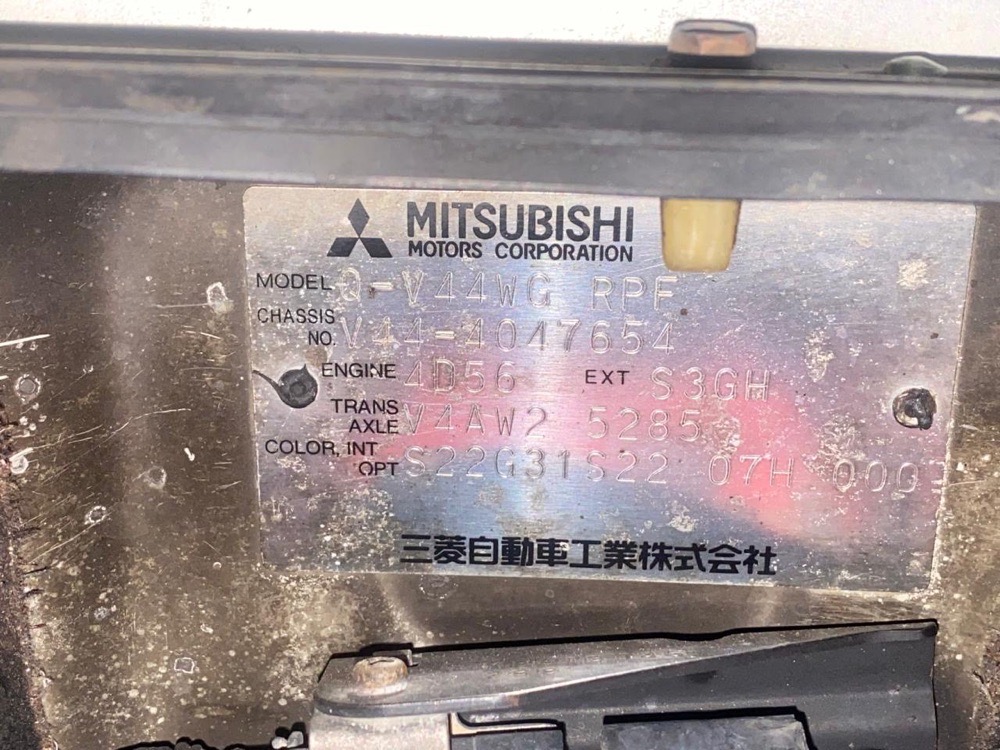 MITSUBISHI
MOTORS CORPORATION
MODEL Q-V44WG RPF
CHASSIS NO. V44-4047654
ENGINE 4D56 EXT S3GH
TRANS AXLE V4AW2 5285
COLOR, INT OPT S22G31S22 07H 000
三菱自動車工業株式会社